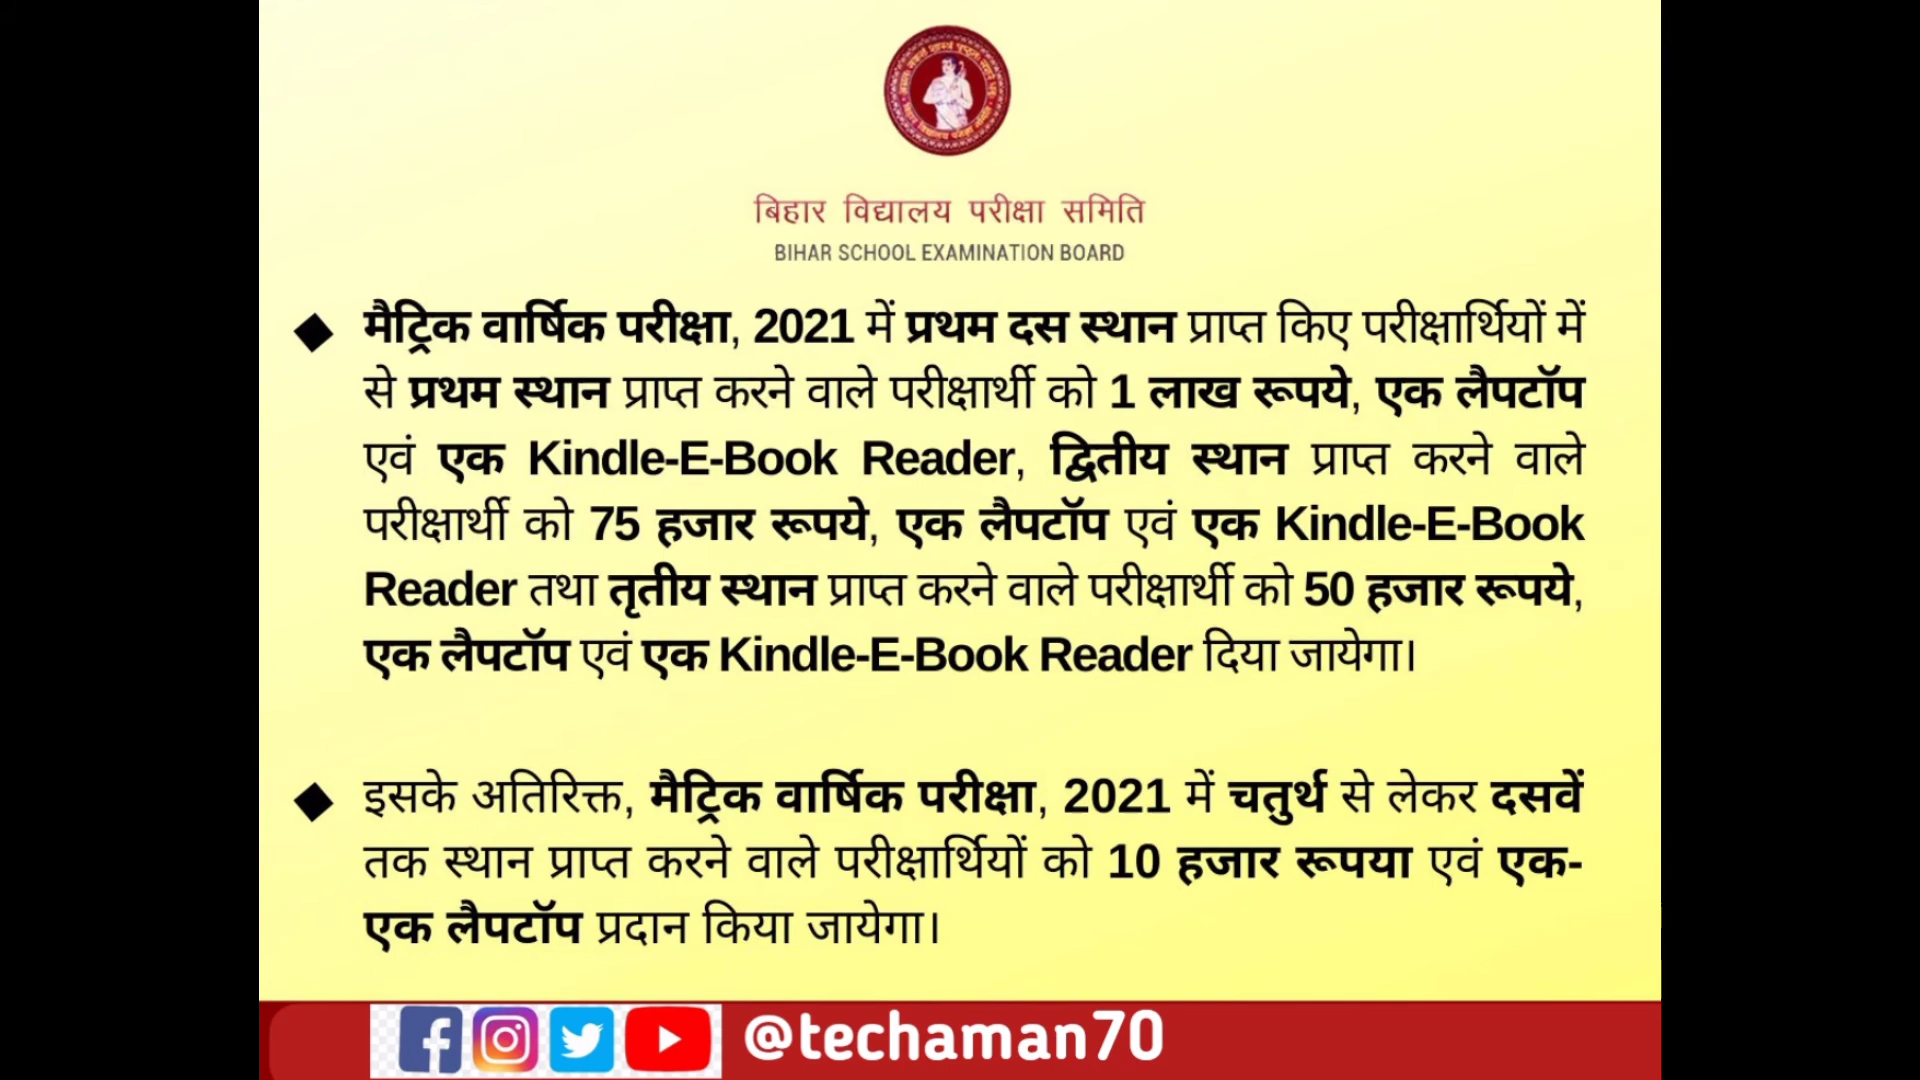 बिहार विद्यालय परीक्षा समिति
BIHAR SCHOOL EXAMINATION BOARD
◆ मैट्रिक वार्षिक परीक्षा, 2021 में प्रथम दस स्थान प्राप्त किए परीक्षार्थियों में
से प्रथम स्थान प्राप्त करने वाले परीक्षार्थी को 1 लाख रूपये, एक लैपटॉप
एवं एक Kindle-E-Book Reader, द्वितीय स्थान प्राप्त करने वाले
परीक्षार्थी को 75 हजार रूपये, एक लैपटॉप एवं एक Kindle-E-Book
Reader तथा तृतीय स्थान प्राप्त करने वाले परीक्षार्थी को 50 हजार रूपये,
एक लैपटॉप एवं एक Kindle-E-Book Reader दिया जायेगा।
◆ इसके अतिरिक्त, मैट्रिक वार्षिक परीक्षा, 2021 में चतुर्थ से लेकर दसवें
तक स्थान प्राप्त करने वाले परीक्षार्थियों को 10 हजार रूपया एवं एक-
एक लैपटॉप प्रदान किया जायेगा।
@techaman70